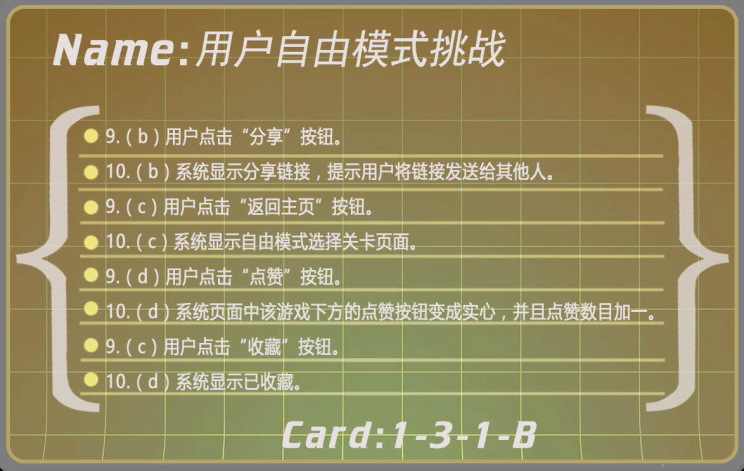 Name:用户自由模式挑战
9.(b)用户点击“分享”按钮。
10.(b)系统显示分享链接，提示用户将链接发送给其他人。
9.(c)用户点击“返回主页”按钮。
10.(c)系统显示自由模式选择关卡页面。
9.(d)用户点击“点赞”按钮。
10.(d)系统页面中该游戏下方的点赞按钮变成实心，并且点赞数目加一。
9.(c)用户点击“收藏”按钮。
10.(d)系统显示已收藏。
Card:1-3-1-B